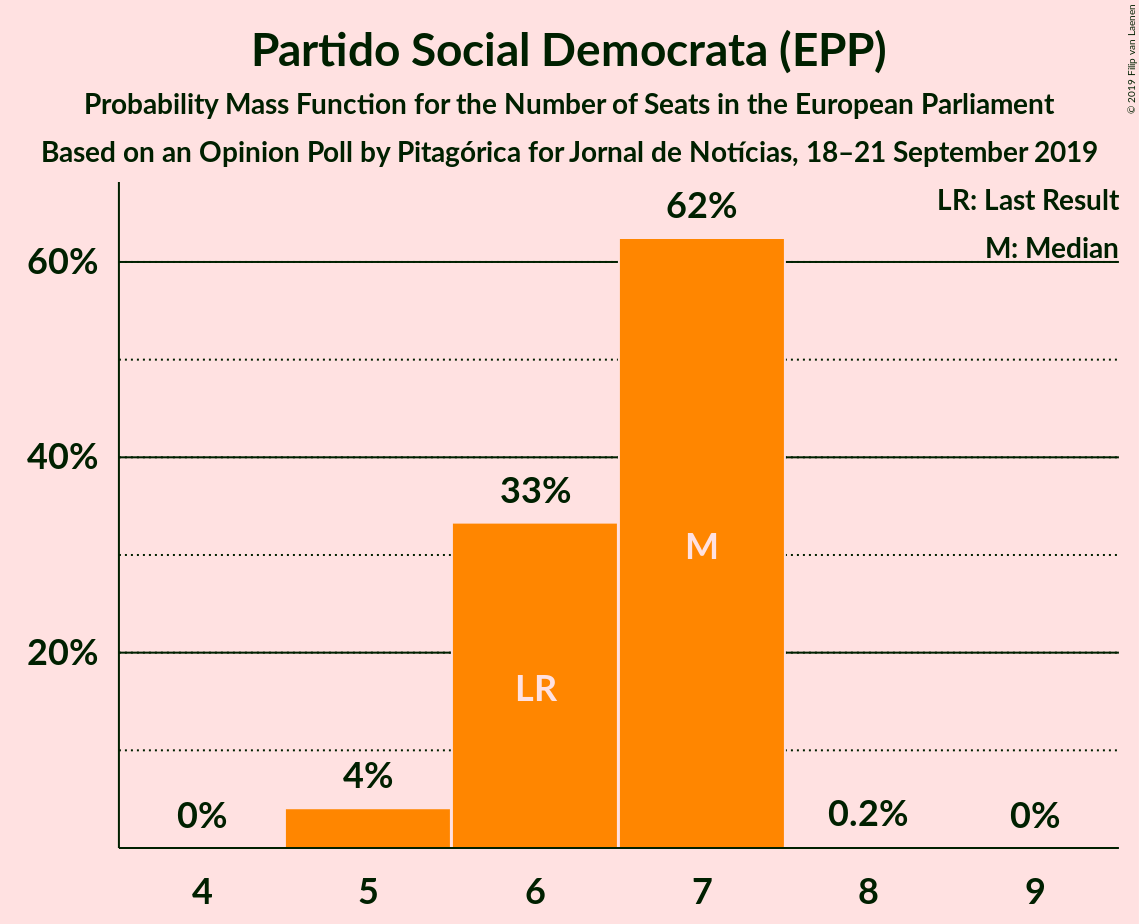 Partido Social Democrata (EPP)
Probability Mass Function for the Number of Seats in the European Parliament
Based on an Opinion Poll by Pitagórica for Jornal de Notícias, 18–21 September 2019
© 2019 Filip van Laenen
LR: Last Result
M: Median
62%
60%
40%
33%
M
20%
LR
4%
0%
0.2%
0%
4 5 6 7 8 9